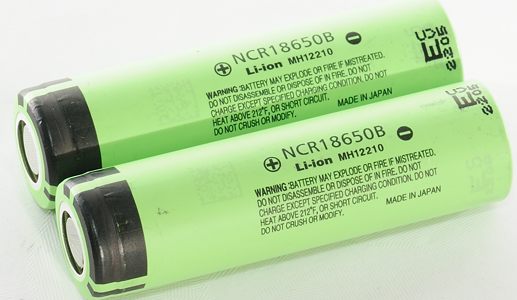 NCR18650B
Li-ion MH12210
WARNING :BATTERY MAY EXPLODE OR FIRE IF MISTREATED.
DO NOT DISASSEMBLE OR DISPOSE OF IN FIRE. DO NOT
CHARGE EXCEPT SPECIFIED CHARGING CONDITION. DO NOT
HEAT ABOVE 212°F, OR SHORT CIRCUIT.
DO NOT CRUSH OR MODIFY.
MADE IN JAPAN
2205
NCR18650B
Li-ion MH12210
WARNING :BATTERY MAY EXPLODE OR FIRE IF MISTREATED.
DO NOT DISASSEMBLE OR DISPOSE OF IN FIRE. DO NOT
CHARGE EXCEPT SPECIFIED CHARGING CONDITION. DO NOT
HEAT ABOVE 212°F, OR SHORT CIRCUIT.
DO NOT CRUSH OR MODIFY.
MADE IN JAPAN